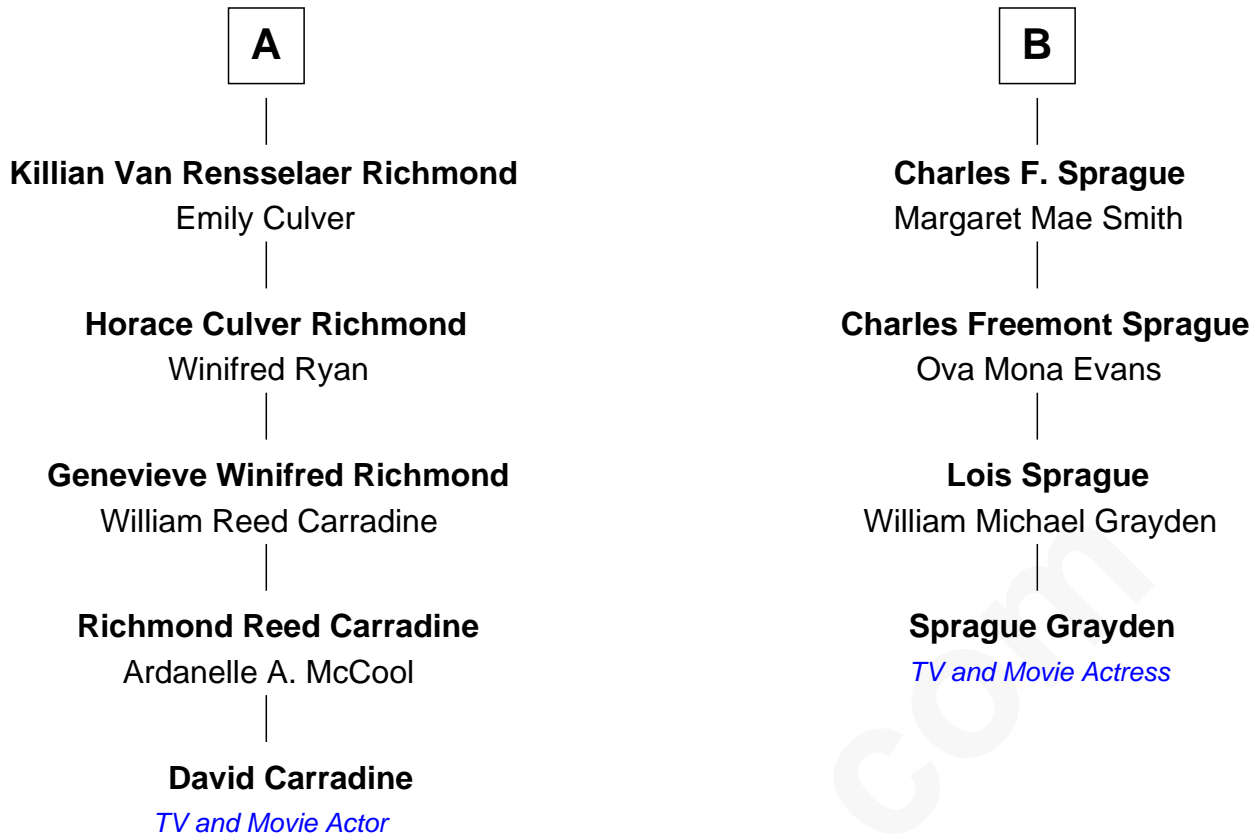 A
B
Killian Van Rensselaer Richmond
Emily Culver
Charles F. Sprague
Margaret Mae Smith
Horace Culver Richmond
Winifred Ryan
Charles Freemont Sprague
Ova Mona Evans
Genevieve Winifred Richmond
William Reed Carradine
Lois Sprague
William Michael Grayden
Richmond Reed Carradine
Ardanelle A. McCool
Sprague Grayden
TV and Movie Actress
David Carradine
TV and Movie Actor
com